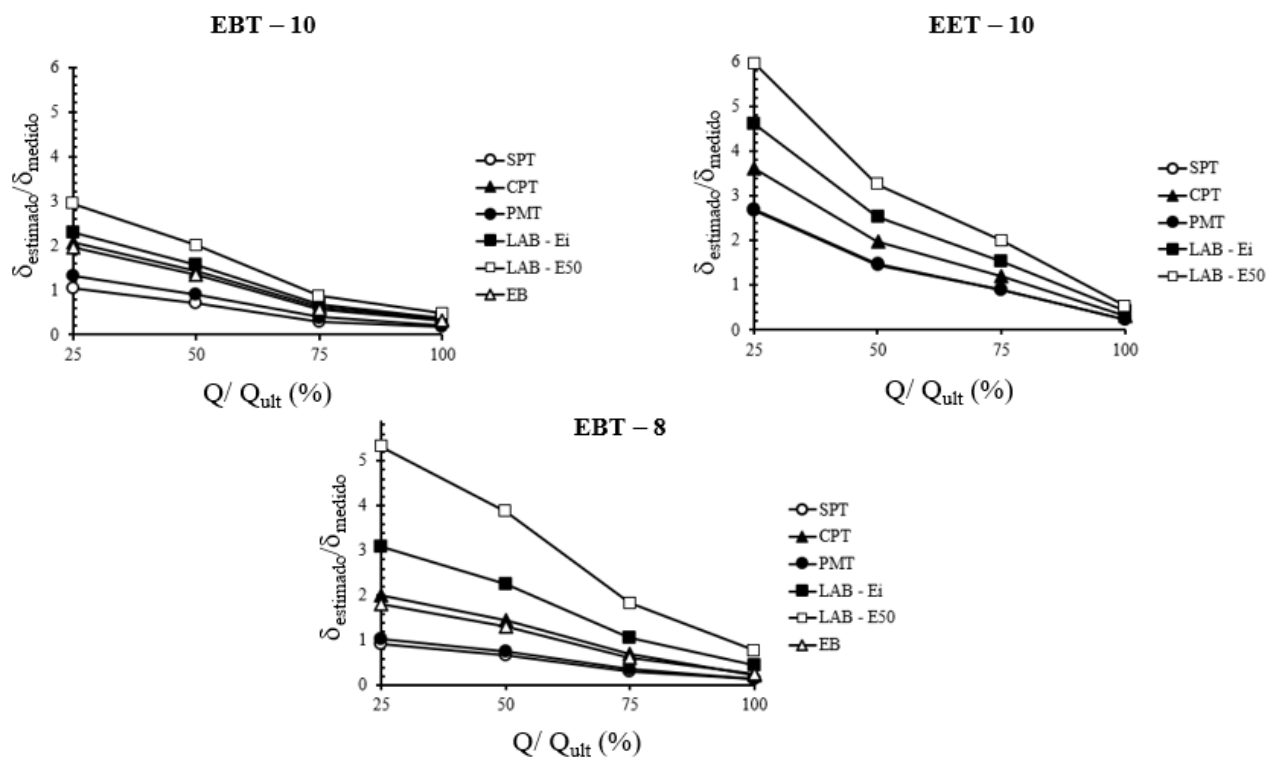 EBT – 10
δestimado/δmedido
6
5
4
3
2
1
0
25 50 75 100
Q/ Qult (%)
SPT
CPT
PMT
LAB - Ei
LAB - E50
EB
EET – 10
δestimado/δmedido
6
5
4
3
2
1
0
25 50 75 100
Q/ Qult (%)
SPT
CPT
PMT
LAB - Ei
LAB - E50
EBT – 8
δestimado/δmedido
5
4
3
2
1
0
25 50 75 100
Q/ Qult (%)
SPT
CPT
PMT
LAB - Ei
LAB - E50
EB